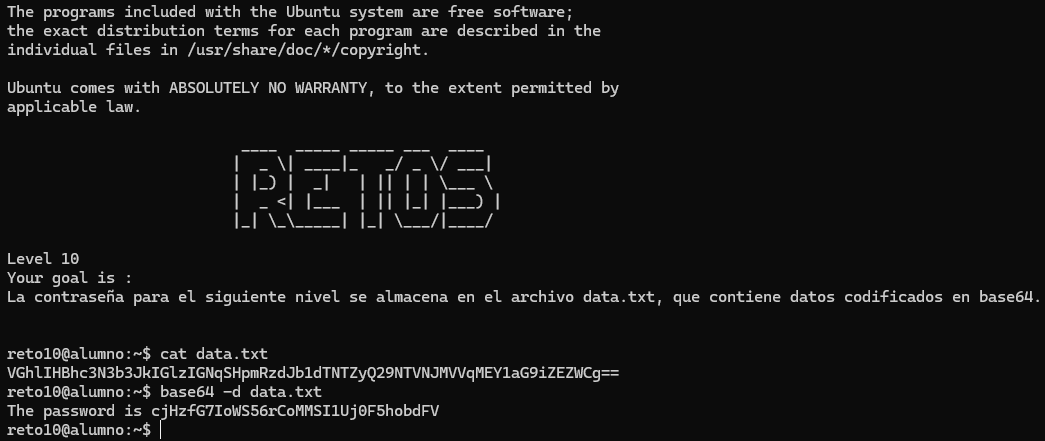 The programs included with the Ubuntu system are free software;
the exact distribution terms for each program are described in the
individual files in /usr/share/doc/*/copyright.
Ubuntu comes with ABSOLUTELY NO WARRANTY, to the extent permitted by
applicable law.
RETOS
Level 10
Your goal is :
La contraseña para el siguiente nivel se almacena en el archivo data.txt, que contiene datos codificados en base64.
reto10@alumno:~$ cat data.txt
VGhlIHBhc3N3b3JkIGlzIGNqSHpmRzdJb1dTNTZyQ29NTVNJMVVqMEY1aG9iZEZWCg==
reto10@alumno:~$ base64 -d data.txt
The password is cjHzfG7IoWS56rCoMMSI1Uj0F5hobdFV
reto10@alumno:~$